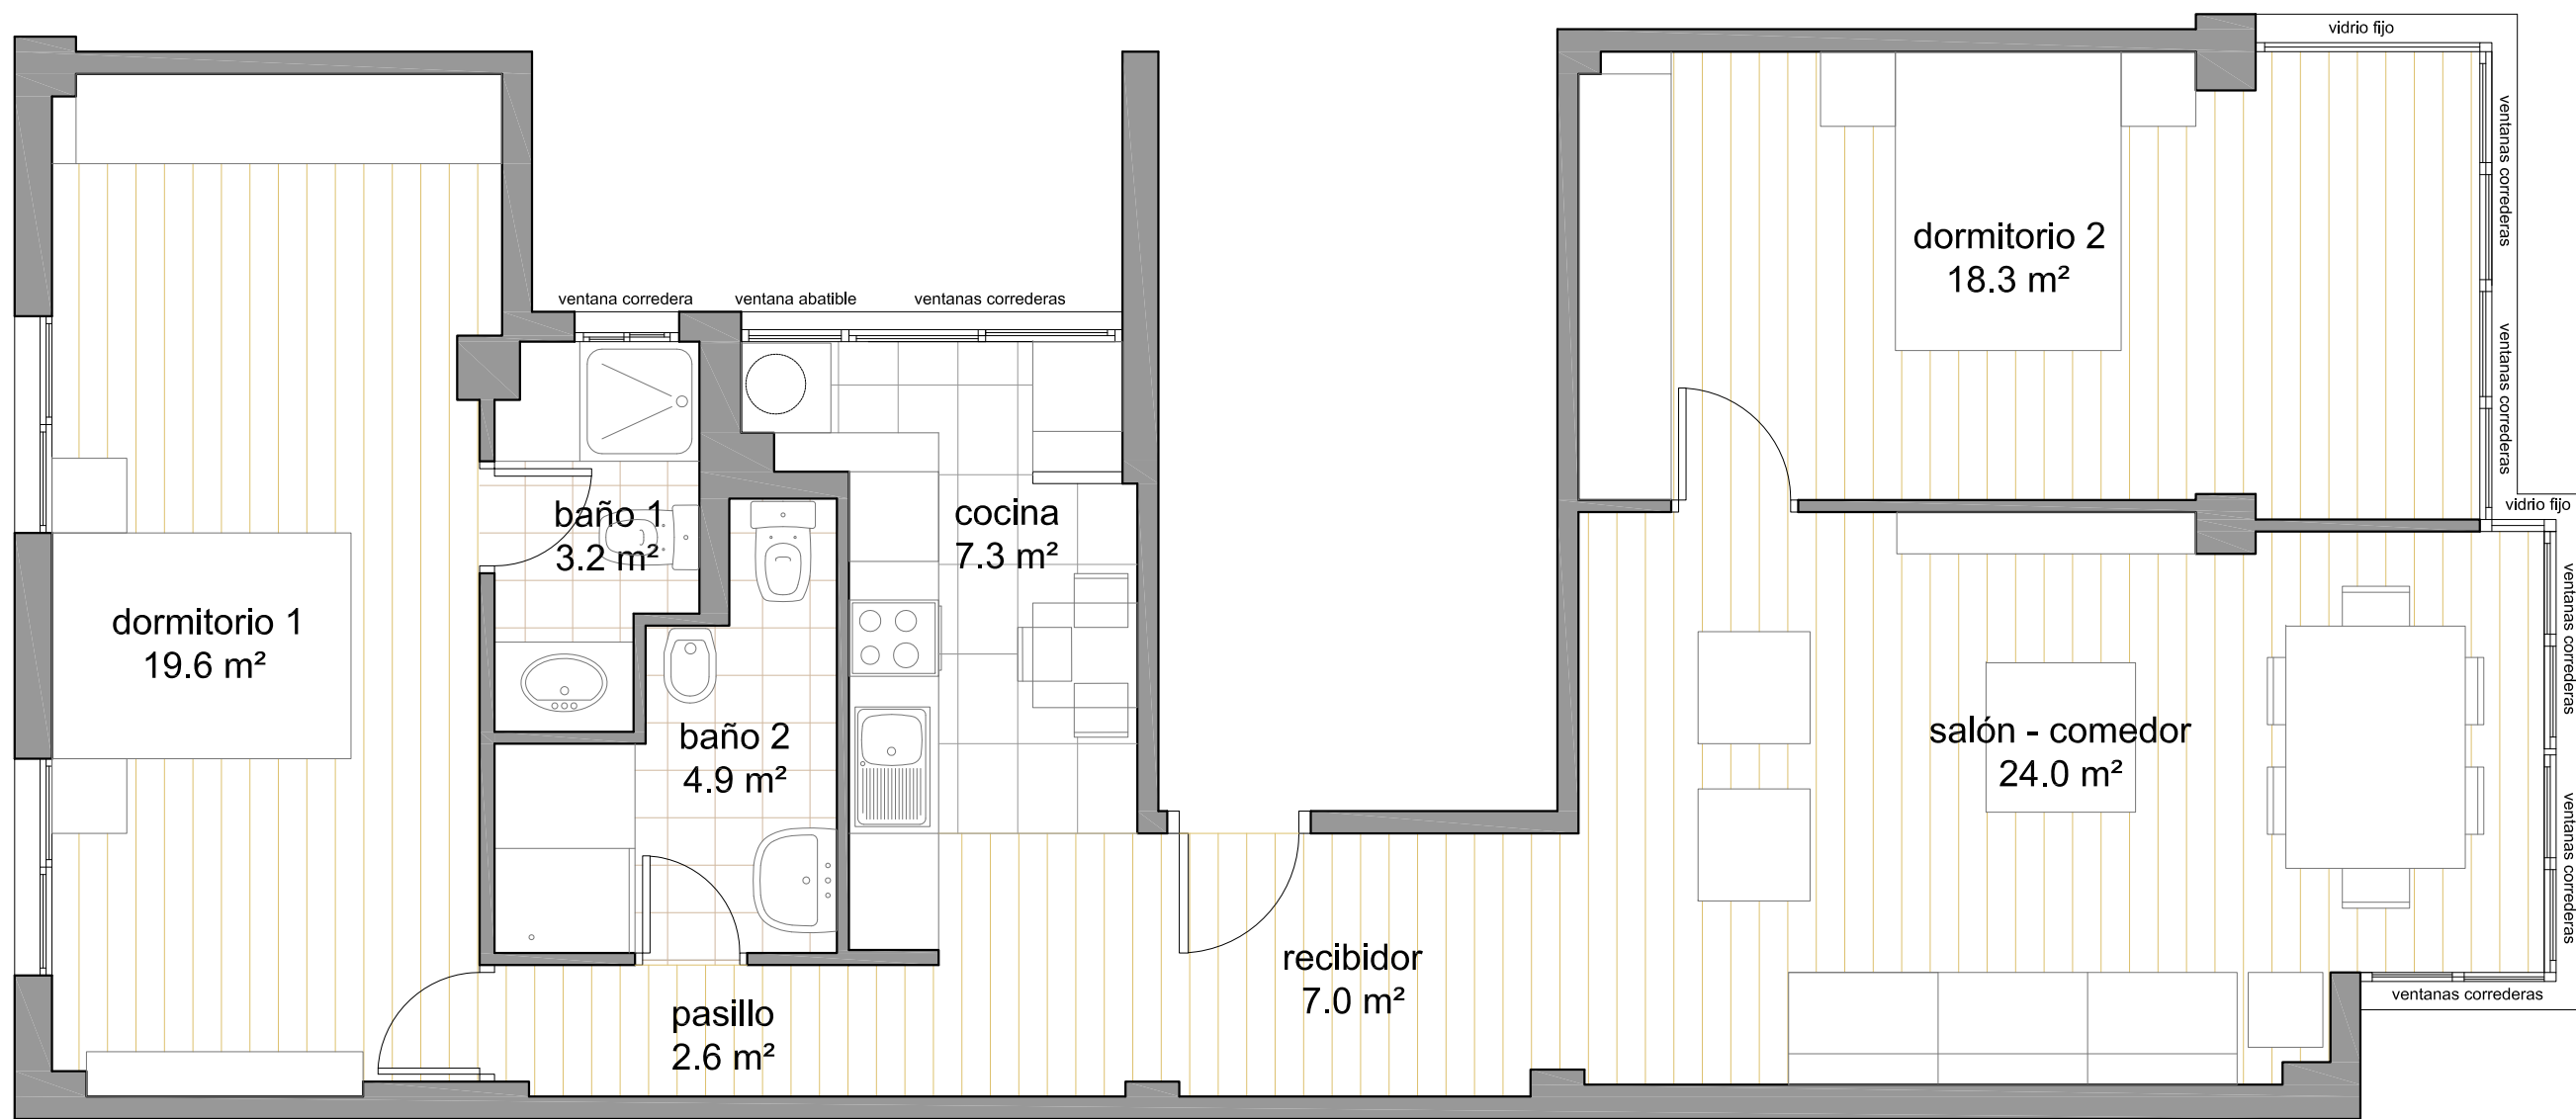 vidrio fijo
ventanas correderas
ventanas correderas
dormitorio 2
18.3 m²
ventana corredera
ventana abatible
ventanas correderas
vidrio fijo
baño 1
3.2 m²
cocina
7.3 m²
dormitorio 1
19.6 m²
ventanas correderas
baño 2
4.9 m²
salón - comedor
24.0 m²
ventanas correderas
recibidor
7.0 m²
ventanas correderas
pasillo
2.6 m²